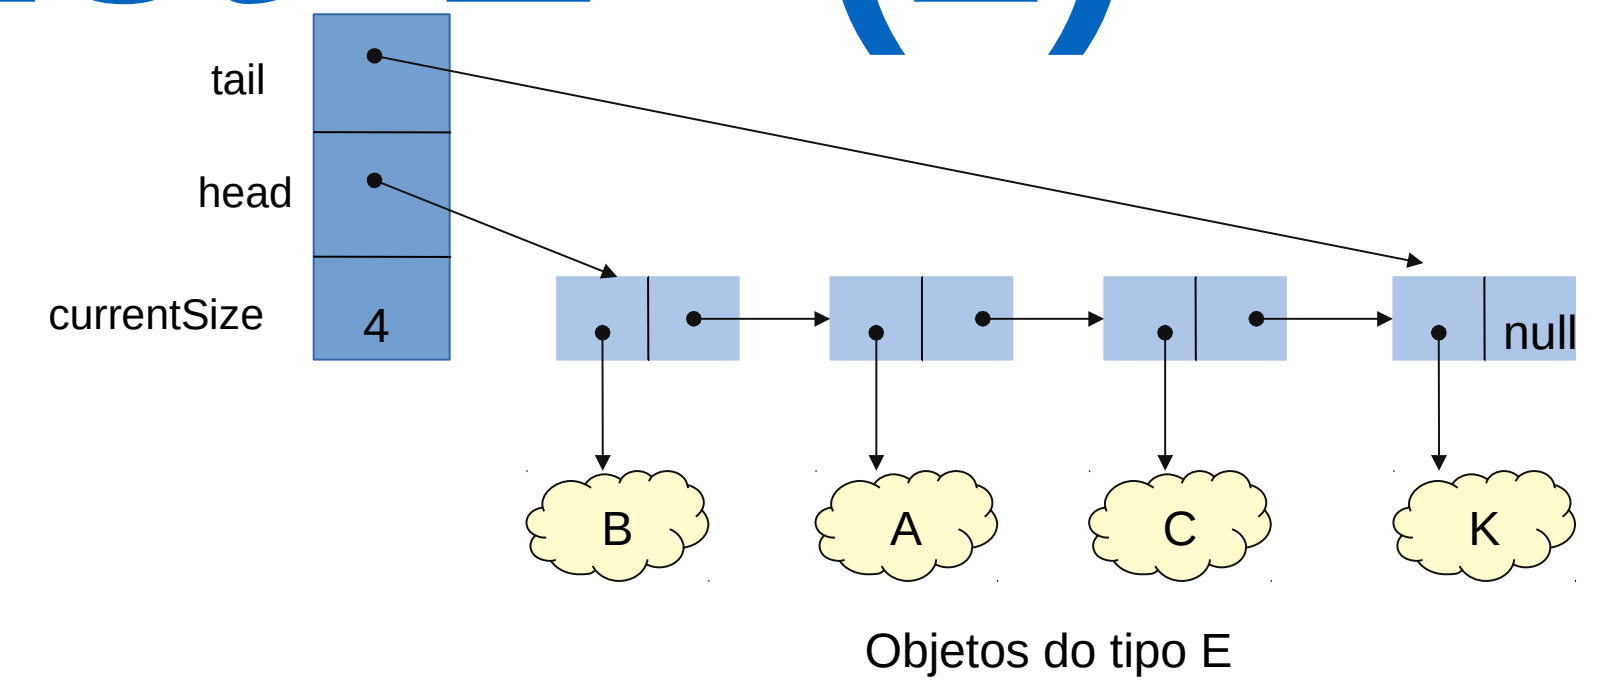 tail
head
currentSize
4
null
B
A
C
K
Objetos do tipo E